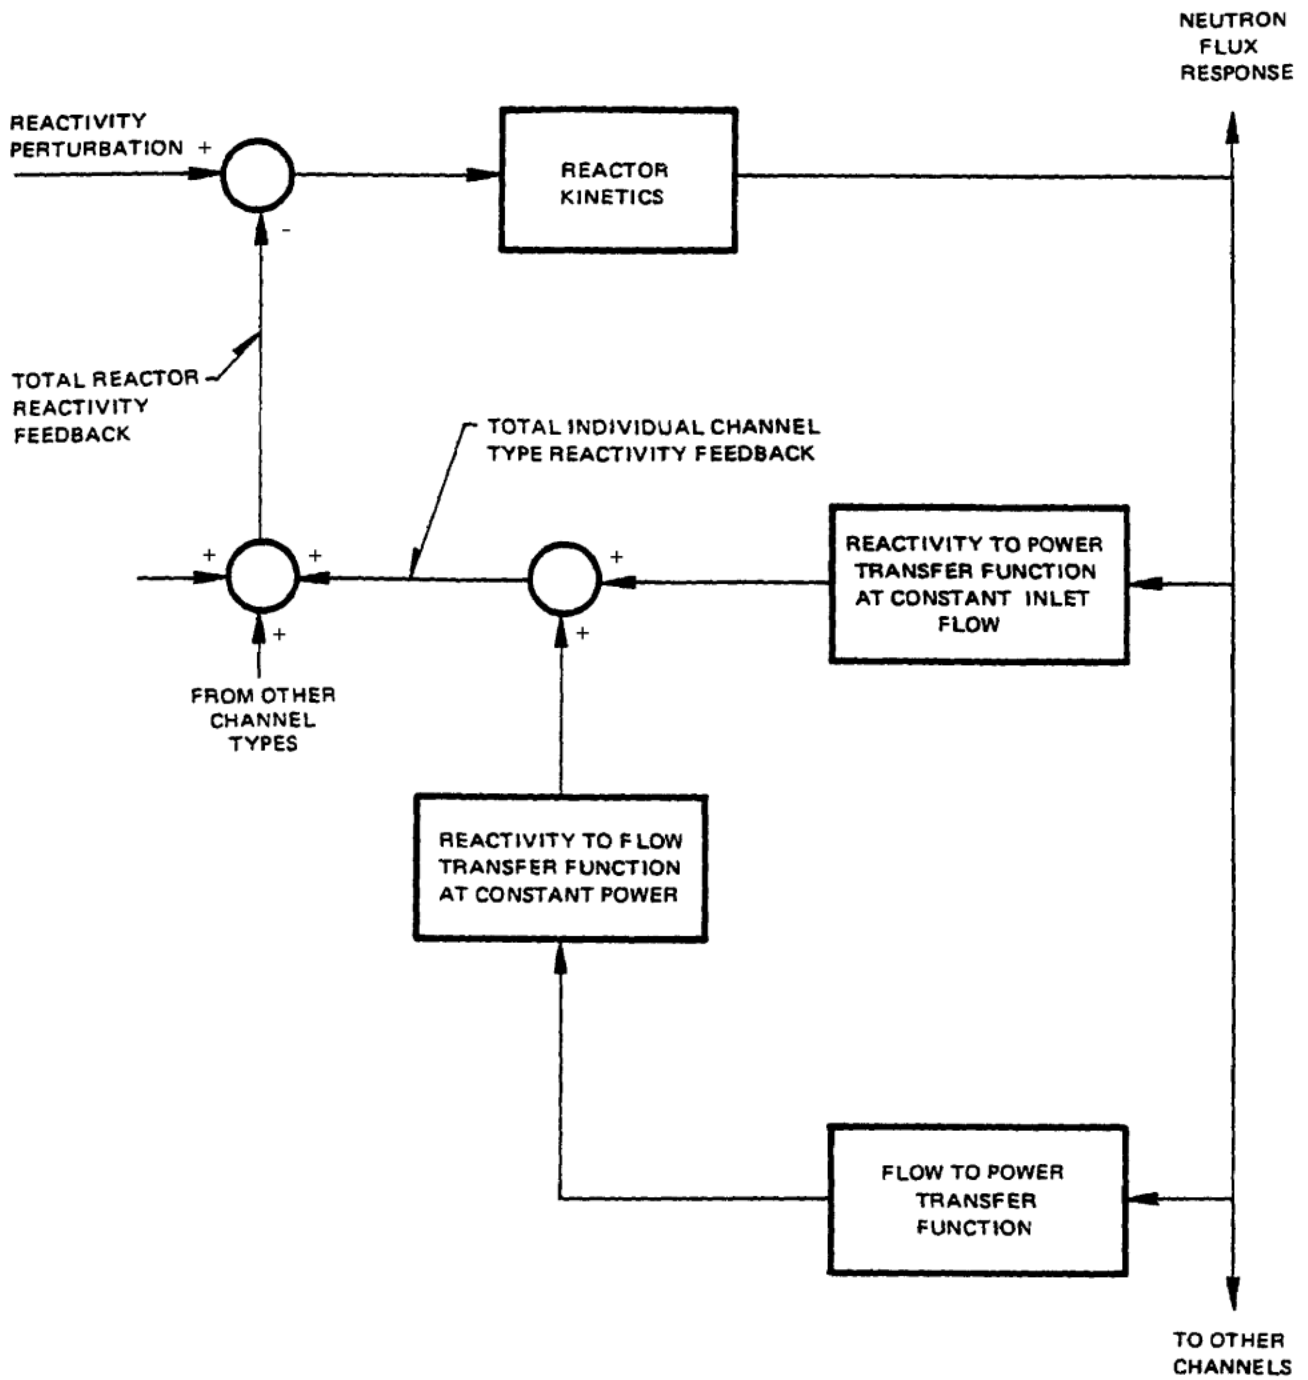 NEUTRON
FLUX
RESPONSE
REACTIVITY
PERTURBATION +
REACTOR
KINETICS
-
TOTAL REACTOR
REACTIVITY
FEEDBACK
TOTAL INDIVIDUAL CHANNEL
TYPE REACTIVITY FEEDBACK
+
+
+
REACTIVITY TO POWER
TRANSFER FUNCTION
AT CONSTANT INLET
FLOW
+
+
FROM OTHER
CHANNEL
TYPES
REACTIVITY TO FLOW
TRANSFER FUNCTION
AT CONSTANT POWER
FLOW TO POWER
TRANSFER
FUNCTION
TO OTHER
CHANNELS